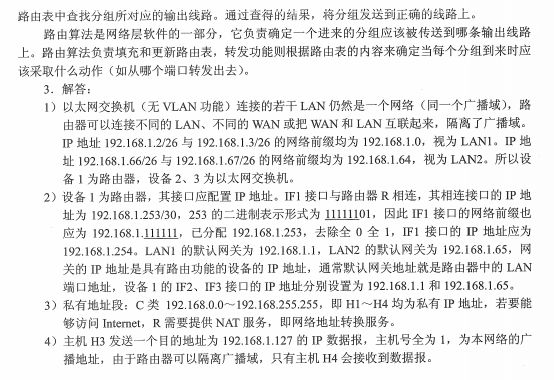 路由表中查找分组所对应的输出线路。通过查得的结果，将分组发送到正确的线路上。
路由算法是网络层软件的一部分，它负责确定一个进来的分组应该被传送到哪条输出线路
上。路由算法负责填充和更新路由表，转发功能则根据路由表的内容来确定当每个分组到来时应
该采取什么动作（如从哪个端口转发出去）。
3．解答：
1）以太网交换机（无 VLAN 功能）连接的若干 LAN 仍然是一个网络（同一个广播域），路
由器可以连接不同的 LAN、不同的 WAN 或把 WAN 和 LAN 互联起来，隔离了广播域。
IP 地址 192.168.1.2/26 与 192.168.1.3/26 的网络前缀均为 192.168.1.0，视为 LAN1。IP 地
址 192.168.1.66/26 与 192.168.1.67/26 的网络前缀均为 192.168.1.64，视为 LAN2。所以设
备 1 为路由器，设备 2、3 为以太网交换机。
2）设备 1 为路由器，其接口应配置 IP 地址。IF1 接口与路由器 R 相连，其相连接口的 IP 地
址为 192.168.1.253/30，253 的二进制表示形式为 11111101，因此 IF1 接口的网络前缀也
应为 192.168.1.111111，已分配 192.168.1.253，去除全 0 全 1，IF1 接口的 IP 地址应为
192.168.1.254。LAN1 的默认网关为 192.168.1.1，LAN2 的默认网关为 192.168.1.65，网
关的 IP 地址是具有路由功能的设备的 IP 地址，通常默认网关地址就是路由器中的 LAN
端口地址，设备 1 的 IF2、IF3 接口的 IP 地址分别设置为 192.168.1.1 和 192.168.1.65。
3）私有地址段：C 类 192.168.0.0～192.168.255.255，即 H1～H4 均为私有 IP 地址，若要能
够访问 Internet，R 需要提供 NAT 服务，即网络地址转换服务。
4）主机 H3 发送一个目的地址为 192.168.1.127 的 IP 数据报，主机号全为 1，为本网络的广
播地址，由于路由器可以隔离广播域，只有主机 H4 会接收到数据报。